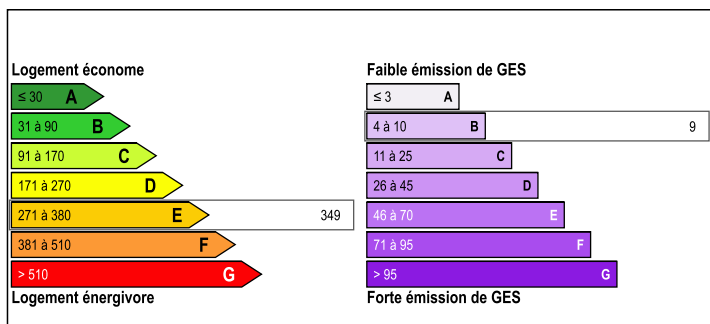 Logement économe
≤ 30 A
31 à 90 B
91 à 170 C
171 à 270 D
271 à 380 E 349
381 à 510 F
> 510 G
Logement énergivore
Faible émission de GES
≤ 3 A
4 à 10 B 9
11 à 25 C
26 à 45 D
46 à 70 E
71 à 95 F
> 95 G
Forte émission de GES